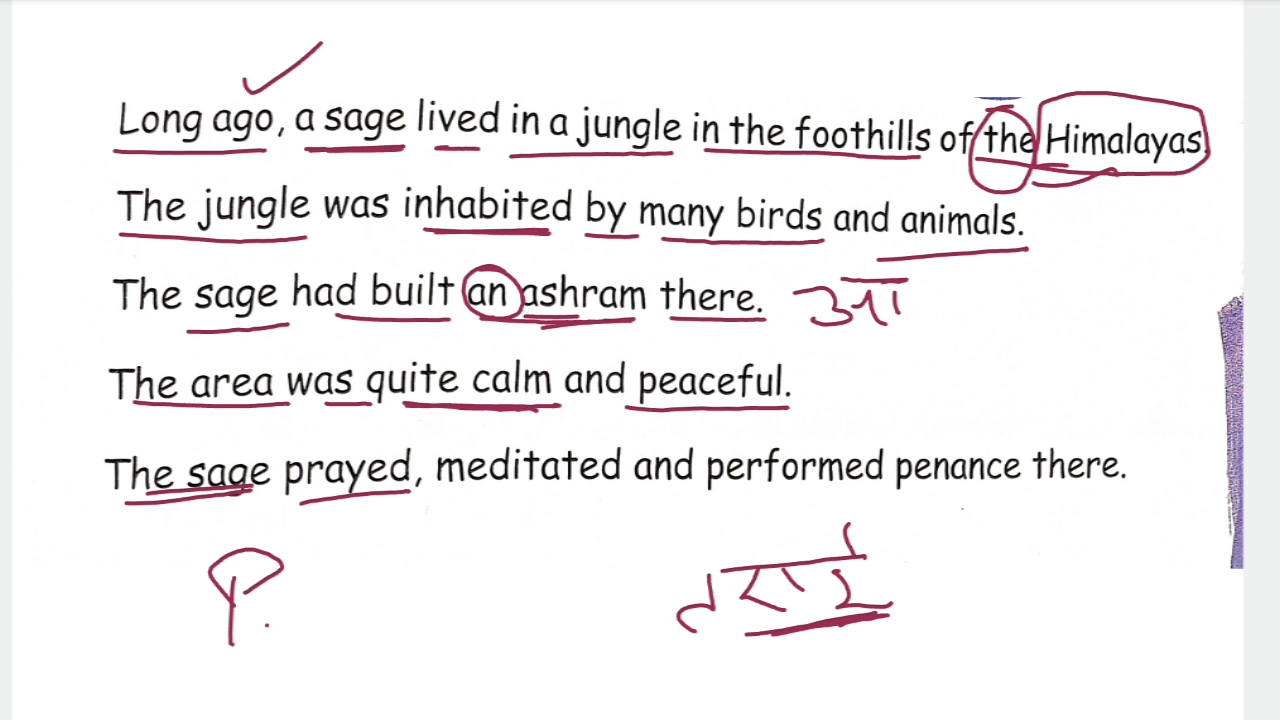 Long ago, a sage lived in a jungle in the foothills of the Himalayas.
The jungle was inhabited by many birds and animals.
The sage had built an ashram there. आ
The area was quite calm and peaceful.
The sage prayed, meditated and performed penance there.
P.